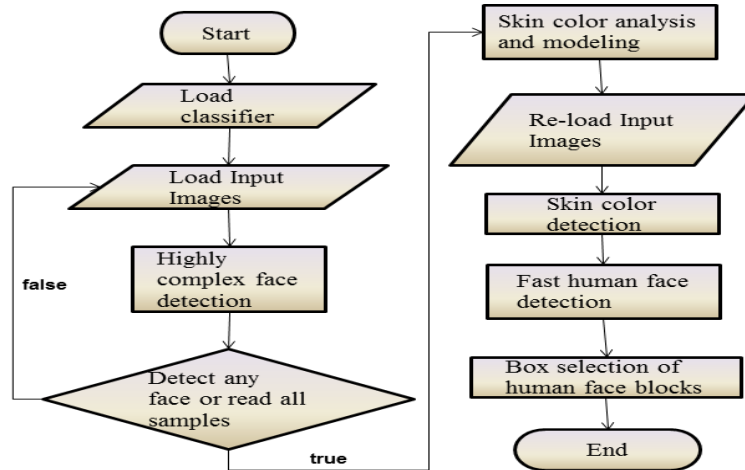 Start
Load
classifier
Load Input
Images
Highly
complex face
detection
Detect any
face or read all
samples
false
true
Skin color analysis
and modeling
Re-load Input
Images
Skin color
detection
Fast human face
detection
Box selection of
human face blocks
End